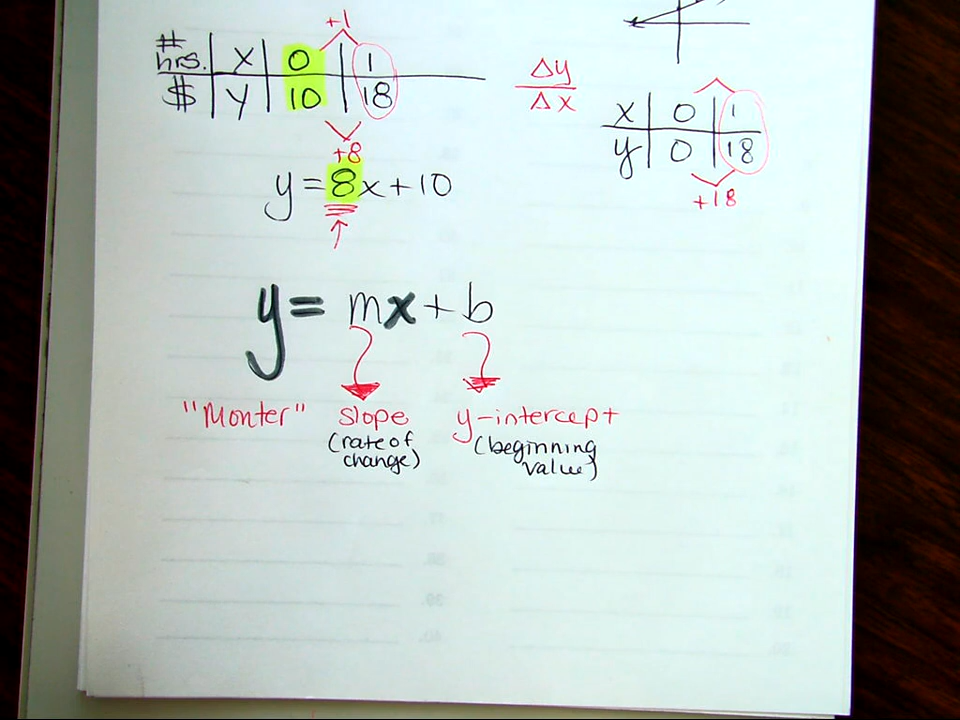 # hrs. | x | 0 | 1
$ | y | 10 | 18
+1
+8
Δy
Δx
x | 0 | 1
y | 0 | 18
+18
y = 8x + 10
y = mx + b
"Monter" slope y-intercept
(rate of change) (beginning value)